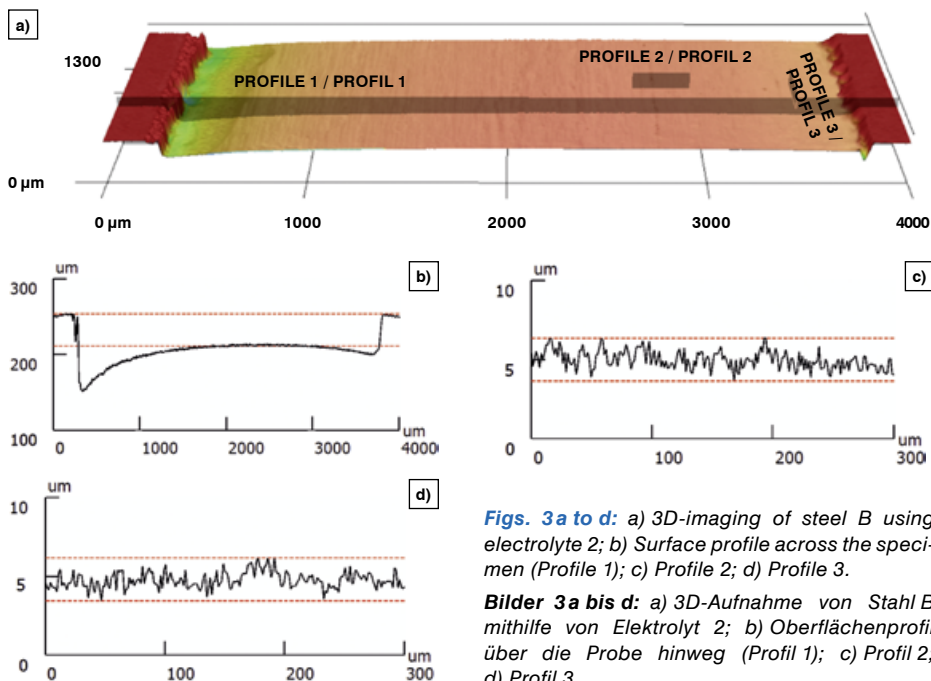 a)
1300
PROFILE 1 / PROFIL 1
PROFILE 2 / PROFIL 2
PROFILE 3 /
PROFIL 3
0 µm
0 µm
1000
2000
3000
4000
um
b)
300
200
100
0
1000
2000
3000
4000
um
c)
um
10
5
0
0
100
200
300
um
d)
um
10
5
0
0
100
200
300
um
Figs. 3 a to d: a) 3D-imaging of steel B using
electrolyte 2; b) Surface profile across the speci-
men (Profile 1); c) Profile 2; d) Profile 3.
Bilder 3 a bis d: a) 3D-Aufnahme von Stahl B
mithilfe von Elektrolyt 2; b) Oberflächenprofil
über die Probe hinweg (Profil 1); c) Profil 2;
d) Profil 3.